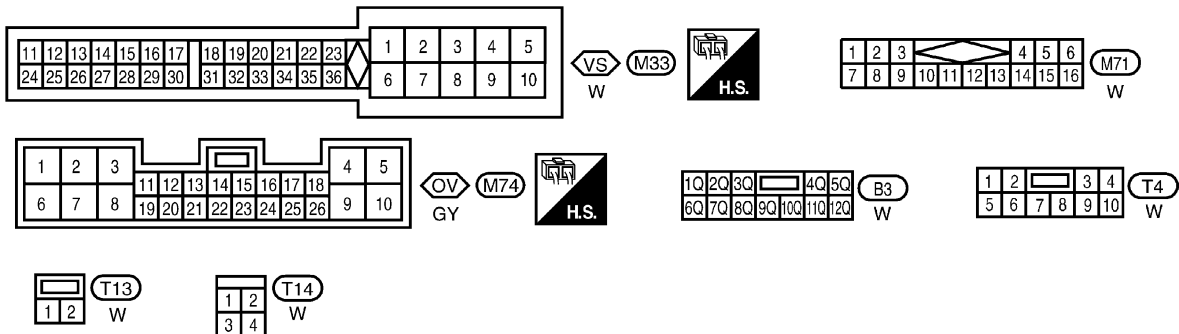 11 12 13 14 15 16 17 18 19 20 21 22 23 1 2 3 4 5
24 25 26 27 28 29 30 31 32 33 34 35 36 6 7 8 9 10
VS M33
W
H.S.
1 2 3 4 5 6
7 8 9 10 11 12 13 14 15 16
M71
W
1 2 3 4 5
11 12 13 14 15 16 17 18
6 7 8 19 20 21 22 23 24 25 26 9 10
OV M74
GY
H.S.
1Q 2Q 3Q 4Q 5Q
6Q 7Q 8Q 9Q 10Q 11Q 12Q
B3
W
1 2 3 4
5 6 7 8 9 10
T4
W
T13
1 2
W
T14
1 2
W
3 4